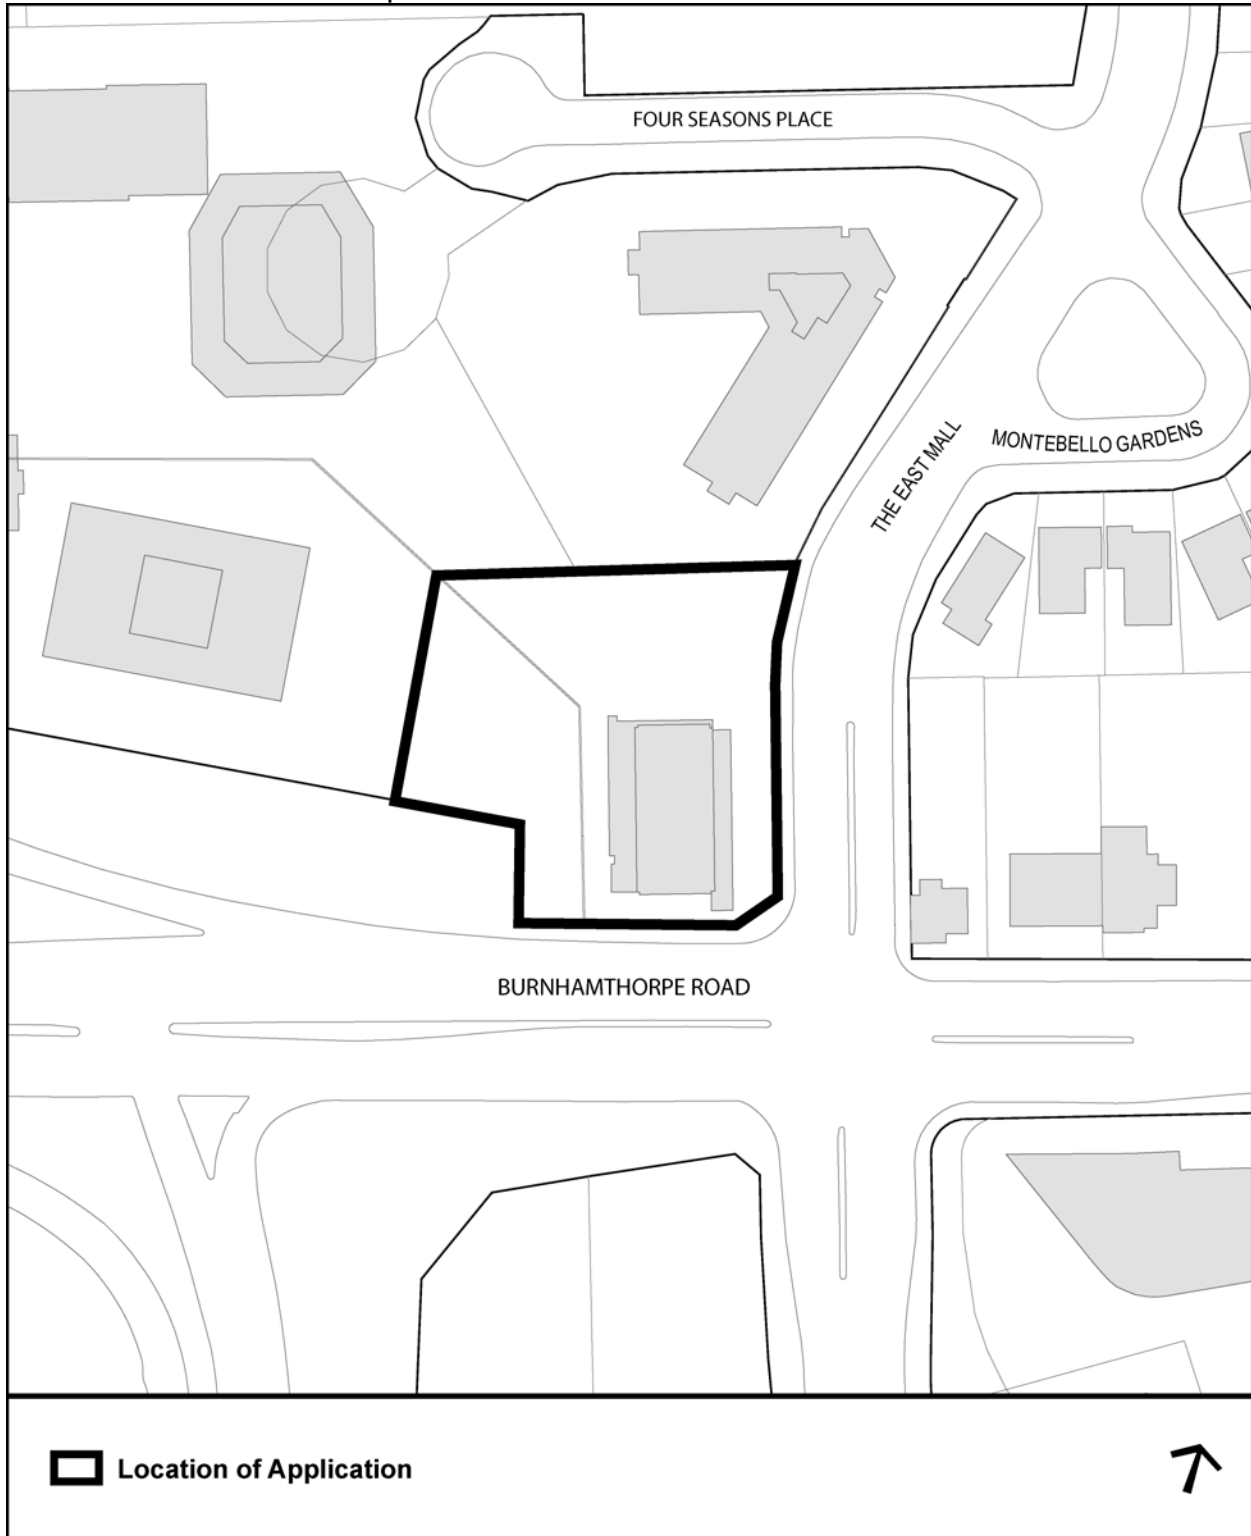 FOUR SEASONS PLACE
THE EAST MALL
MONTEBELLO GARDENS
BURNHAMTHORPE ROAD
Location of Application